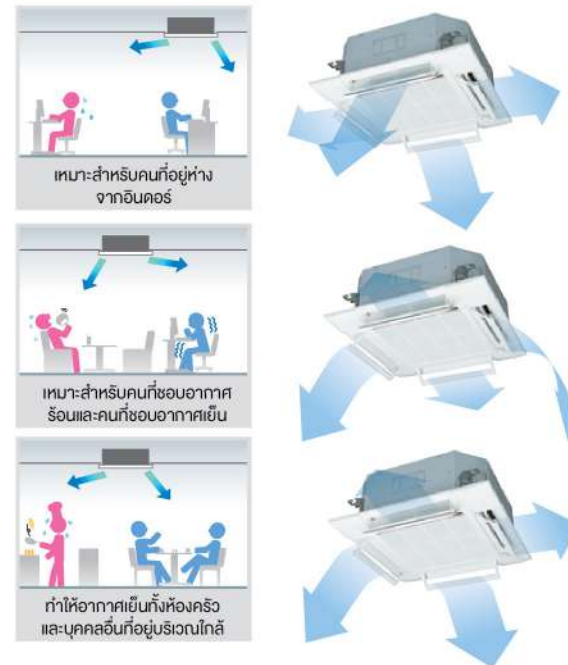 เหมาะสำหรับคนที่อยู่ห่าง
จากอินดอร์
เหมาะสำหรับคนที่ชอบอากาศ
ร้อนและคนที่ชอบอากาศเย็น
ทำให้อากาศเย็นทั้งห้องครัว
และบุคคลอื่นที่อยู่บริเวณใกล้